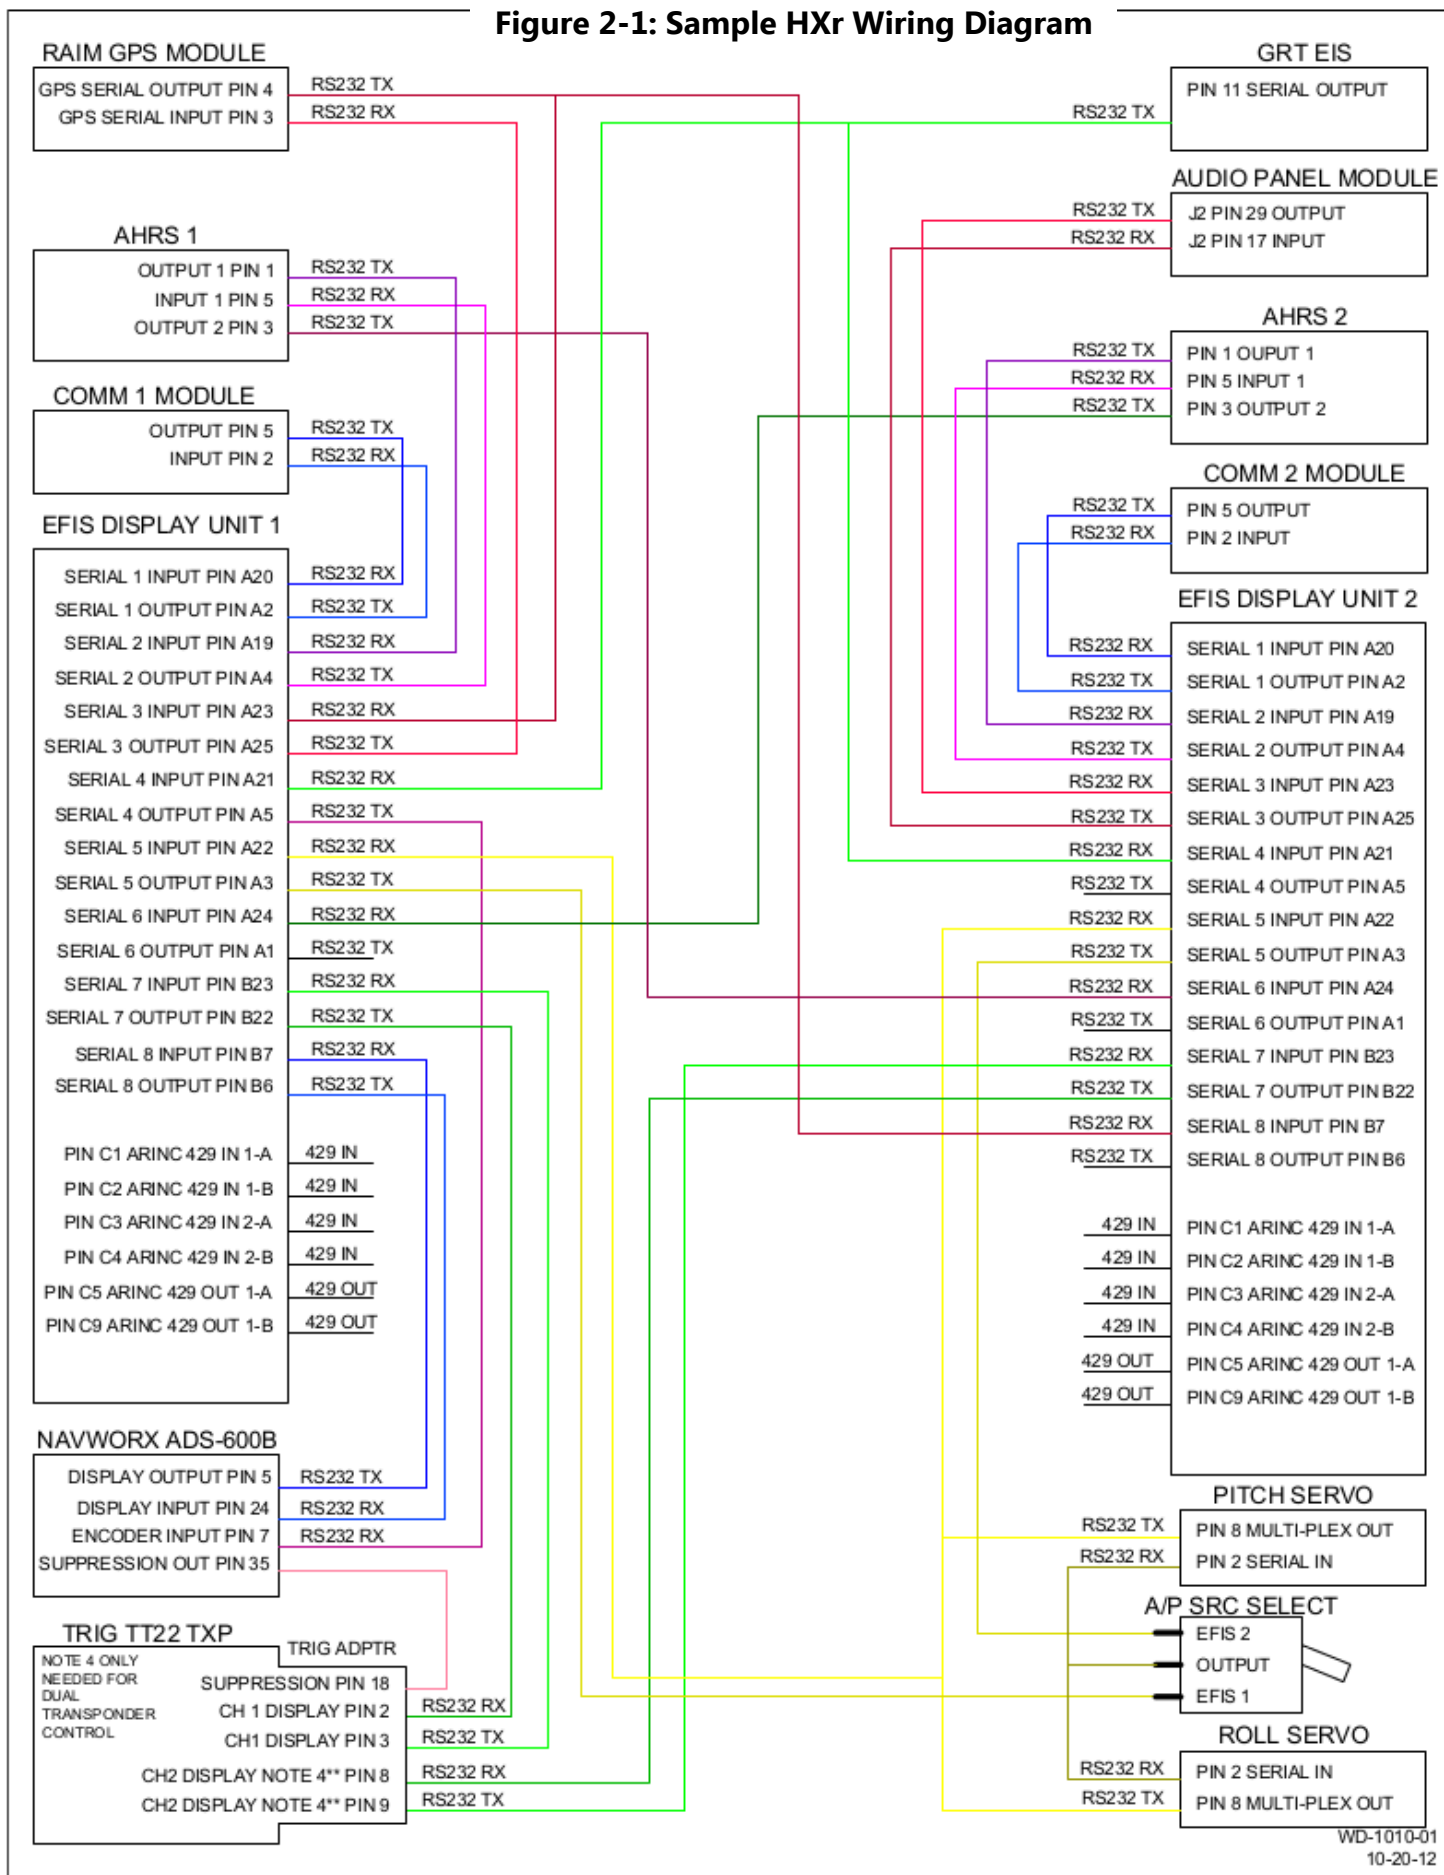 Figure 2-1: Sample HXr Wiring Diagram
RAIM GPS MODULE
GPS SERIAL OUTPUT PIN 4 RS232 TX
GPS SERIAL INPUT PIN 3 RS232 RX
AHRS 1
OUTPUT 1 PIN 1 RS232 TX
INPUT 1 PIN 5 RS232 RX
OUTPUT 2 PIN 3 RS232 TX
COMM 1 MODULE
OUTPUT PIN 5 RS232 TX
INPUT PIN 2 RS232 RX
EFIS DISPLAY UNIT 1
SERIAL 1 INPUT PIN A20 RS232 RX
SERIAL 1 OUTPUT PIN A2 RS232 TX
SERIAL 2 INPUT PIN A19 RS232 RX
SERIAL 2 OUTPUT PIN A4 RS232 TX
SERIAL 3 INPUT PIN A23 RS232 RX
SERIAL 3 OUTPUT PIN A25 RS232 TX
SERIAL 4 INPUT PIN A21 RS232 RX
SERIAL 4 OUTPUT PIN A5 RS232 TX
SERIAL 5 INPUT PIN A22 RS232 RX
SERIAL 5 OUTPUT PIN A3 RS232 TX
SERIAL 6 INPUT PIN A24 RS232 RX
SERIAL 6 OUTPUT PIN A1 RS232 TX
SERIAL 7 INPUT PIN B23 RS232 RX
SERIAL 7 OUTPUT PIN B22 RS232 TX
SERIAL 8 INPUT PIN B7 RS232 RX
SERIAL 8 OUTPUT PIN B6 RS232 TX
PIN C1 ARINC 429 IN 1-A 429 IN
PIN C2 ARINC 429 IN 1-B 429 IN
PIN C3 ARINC 429 IN 2-A 429 IN
PIN C4 ARINC 429 IN 2-B 429 IN
PIN C5 ARINC 429 OUT 1-A 429 OUT
PIN C9 ARINC 429 OUT 1-B 429 OUT
NAVWORX ADS-600B
DISPLAY OUTPUT PIN 5 RS232 TX
DISPLAY INPUT PIN 24 RS232 RX
ENCODER INPUT PIN 7 RS232 RX
SUPPRESSION OUT PIN 35
TRIG TT22 TXP
TRIG ADPTR
NOTE 4 ONLY
NEEDED FOR
DUAL
TRANSPONDER
CONTROL
SUPPRESSION PIN 18
CH 1 DISPLAY PIN 2 RS232 RX
CH1 DISPLAY PIN 3 RS232 TX
CH2 DISPLAY NOTE 4** PIN 8 RS232 RX
CH2 DISPLAY NOTE 4** PIN 9 RS232 TX
GRT EIS
RS232 TX PIN 11 SERIAL OUTPUT
AUDIO PANEL MODULE
RS232 TX J2 PIN 29 OUTPUT
RS232 RX J2 PIN 17 INPUT
AHRS 2
RS232 TX PIN 1 OUPUT 1
RS232 RX PIN 5 INPUT 1
RS232 TX PIN 3 OUTPUT 2
COMM 2 MODULE
RS232 TX PIN 5 OUTPUT
RS232 RX PIN 2 INPUT
EFIS DISPLAY UNIT 2
RS232 RX SERIAL 1 INPUT PIN A20
RS232 TX SERIAL 1 OUTPUT PIN A2
RS232 RX SERIAL 2 INPUT PIN A19
RS232 TX SERIAL 2 OUTPUT PIN A4
RS232 RX SERIAL 3 INPUT PIN A23
RS232 TX SERIAL 3 OUTPUT PIN A25
RS232 RX SERIAL 4 INPUT PIN A21
RS232 TX SERIAL 4 OUTPUT PIN A5
RS232 RX SERIAL 5 INPUT PIN A22
RS232 TX SERIAL 5 OUTPUT PIN A3
RS232 RX SERIAL 6 INPUT PIN A24
RS232 TX SERIAL 6 OUTPUT PIN A1
RS232 RX SERIAL 7 INPUT PIN B23
RS232 TX SERIAL 7 OUTPUT PIN B22
RS232 RX SERIAL 8 INPUT PIN B7
RS232 TX SERIAL 8 OUTPUT PIN B6
429 IN PIN C1 ARINC 429 IN 1-A
429 IN PIN C2 ARINC 429 IN 1-B
429 IN PIN C3 ARINC 429 IN 2-A
429 IN PIN C4 ARINC 429 IN 2-B
429 OUT PIN C5 ARINC 429 OUT 1-A
429 OUT PIN C9 ARINC 429 OUT 1-B
PITCH SERVO
RS232 TX PIN 8 MULTI-PLEX OUT
RS232 RX PIN 2 SERIAL IN
A/P SRC SELECT
EFIS 2
OUTPUT
EFIS 1
ROLL SERVO
RS232 RX PIN 2 SERIAL IN
RS232 TX PIN 8 MULTI-PLEX OUT
WD-1010-01
10-20-12